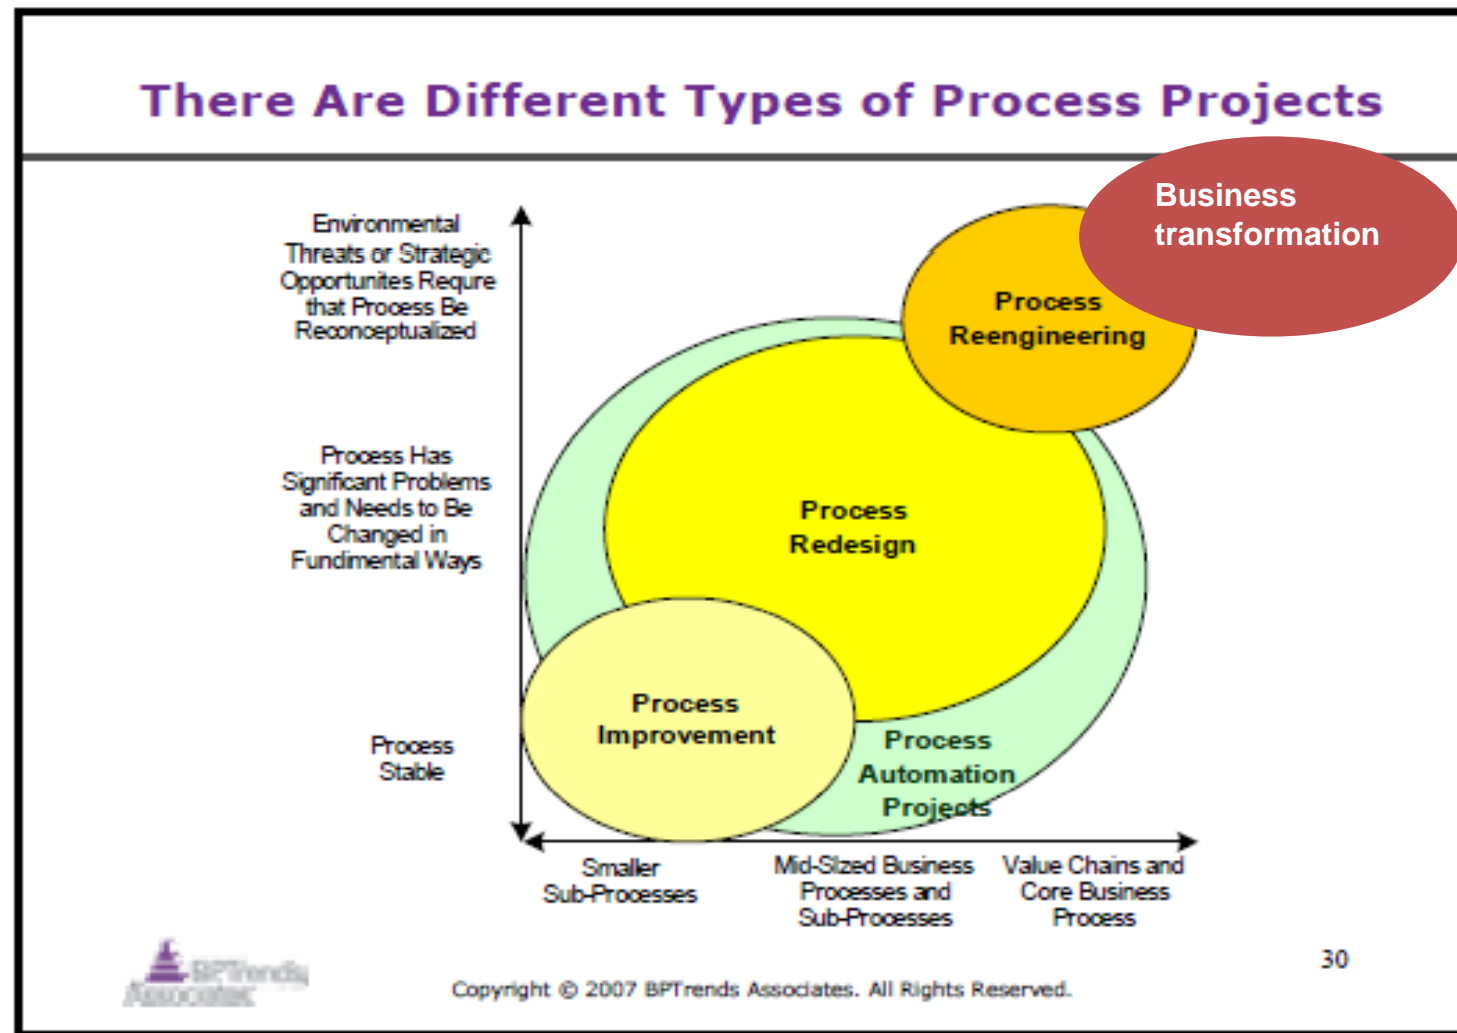 There Are Different Types of Process Projects
Business
transformation
Environmental
Threats or Strategic
Opportunites Requre
that Process Be
Reconceptualized
Process
Reengineering
Process Has
Significant Problems
and Needs to Be
Changed in
Fundimental Ways
Process
Redesign
Process
Improvement
Process
Stable
Process
Automation
Projects
Smaller
Sub-Processes
Mid-SIzed Business
Processes and
Sub-Processes
Value Chains and
Core Business
Process
BPTrends
Associates
Copyright © 2007 BPTrends Associates. All Rights Reserved.
30